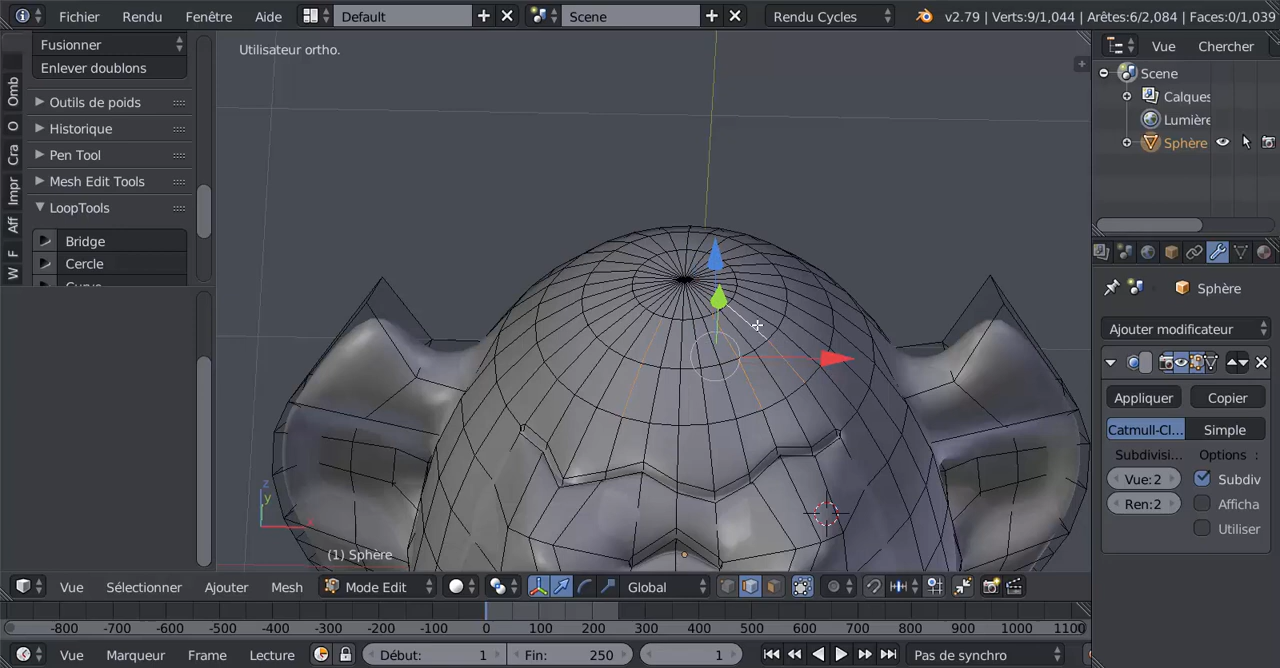 Fichier Rendu Fenêtre Aide Default Scene Rendu Cycles v2.79 | Verts:9/1,044 | Arêtes:6/2,084 | Faces:0/1,039
Fusionner
Enlever doublons
Outils de poids
Historique
Pen Tool
Mesh Edit Tools
LoopTools
Bridge
Cercle
Omb
O
Cra
Impr
Aff
F
W
Utilisateur ortho.
z
y
x
(1) Sphère
Vue Chercher
Scene
Calques
Lumière
Sphère
Sphère
Ajouter modificateur
Appliquer Copier
Catmull-Cl... Simple
Subdivisi... Options :
Vue:2 Subdiv
Ren:2 Afficha
Utiliser
Vue Sélectionner Ajouter Mesh Mode Edit Global
-800 -700 -600 -500 -400 -300 -200 -100 0 100 200 300 400 500 600 700 800 900 1000 1100
Vue Marqueur Frame Lecture Début: 1 Fin: 250 1 Pas de synchro